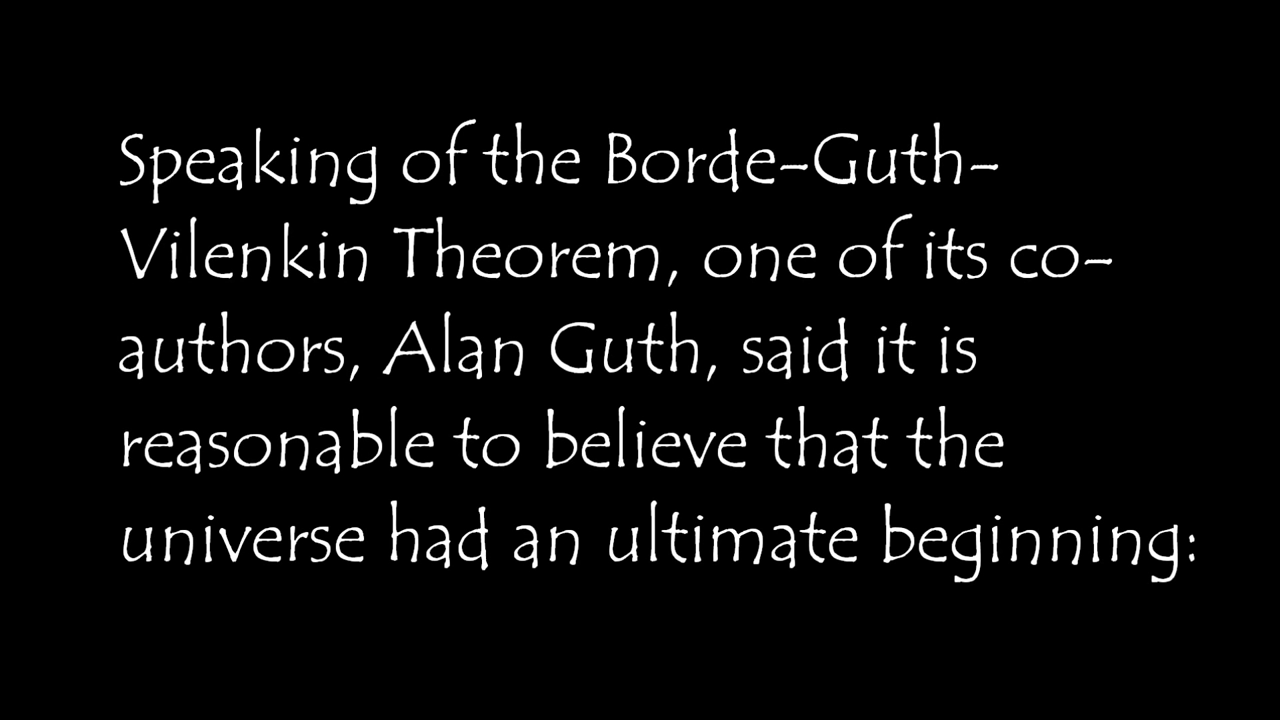 Speaking of the Borde-Guth-
Vilenkin Theorem, one of its co-
authors, Alan Guth, said it is
reasonable to believe that the
universe had an ultimate beginning: